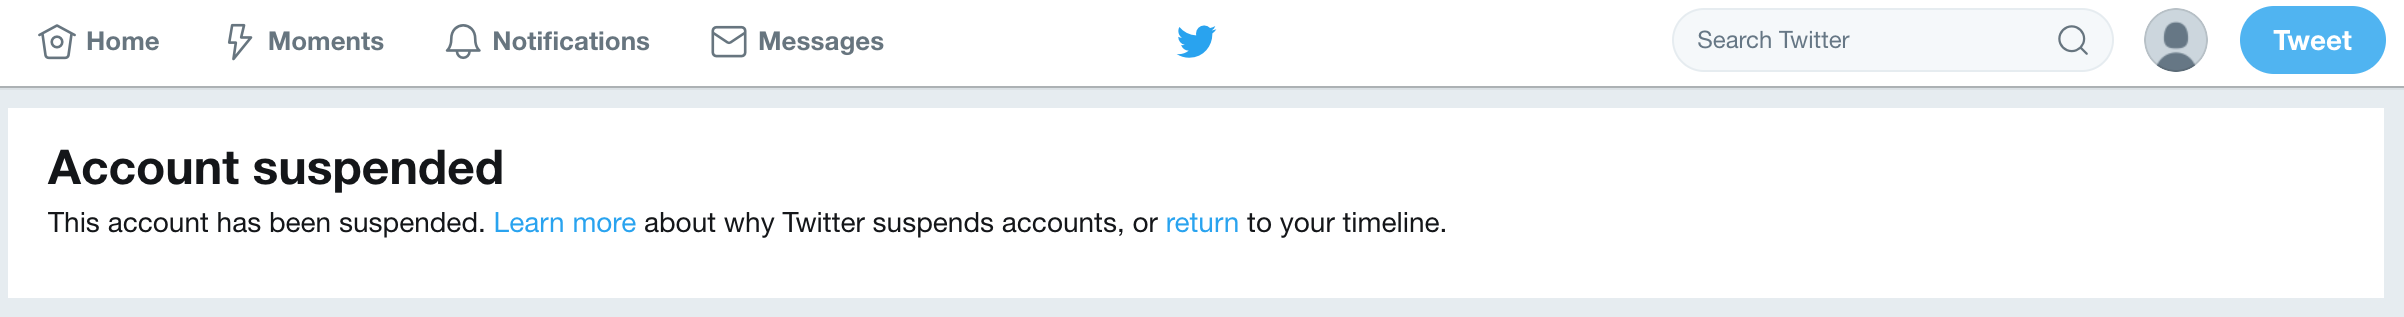 Home Moments Notifications Messages Search Twitter Tweet
Account suspended
This account has been suspended. Learn more about why Twitter suspends accounts, or return to your timeline.